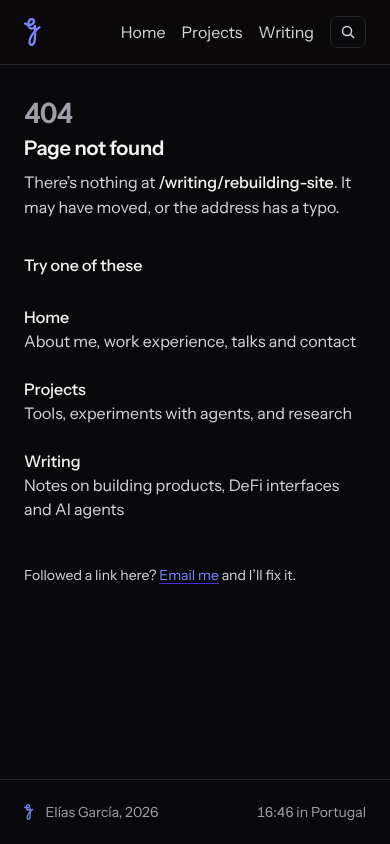 Home Projects Writing
404
Page not found
There’s nothing at /writing/rebuilding-site. It
may have moved, or the address has a typo.
Try one of these
Home
About me, work experience, talks and contact
Projects
Tools, experiments with agents, and research
Writing
Notes on building products, DeFi interfaces
and AI agents
Followed a link here? Email me and I’ll fix it.
Elías García, 2026 16:46 in Portugal